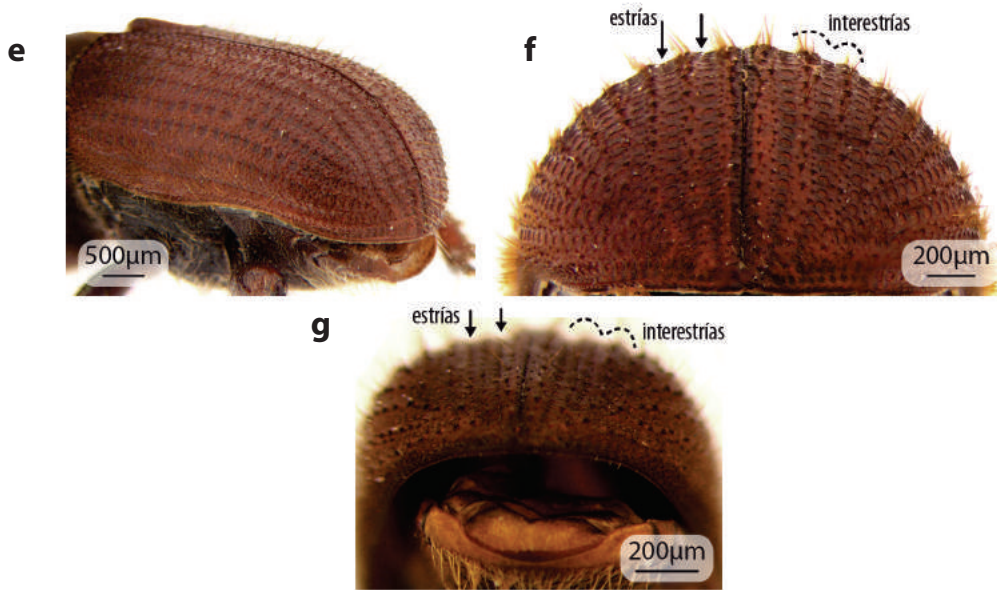 e
500µm
f
estrías
interestrías
200µm
g
estrías
interestrías
200µm